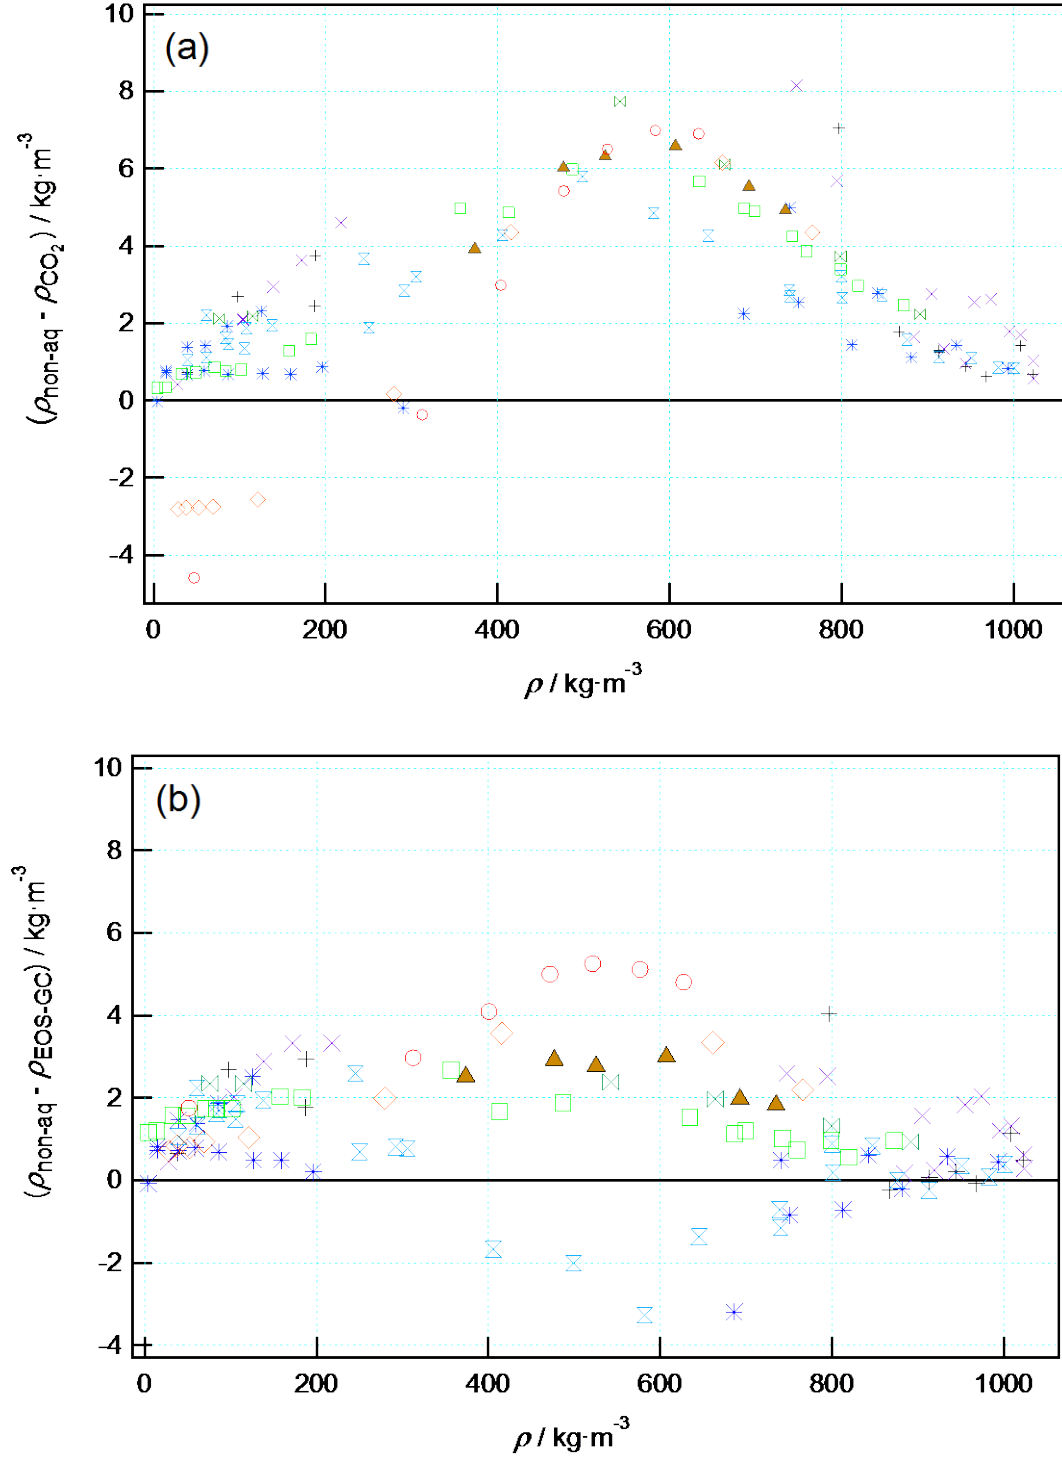 (a)
10
8
6
4
2
0
-2
-4
(ρnon-aq - ρCO2) / kg·m-3
0 200 400 600 800 1000
ρ / kg·m-3
(b)
10
8
6
4
2
0
-2
-4
(ρnon-aq - ρEOS-GC) / kg·m-3
0 200 400 600 800 1000
ρ / kg·m-3